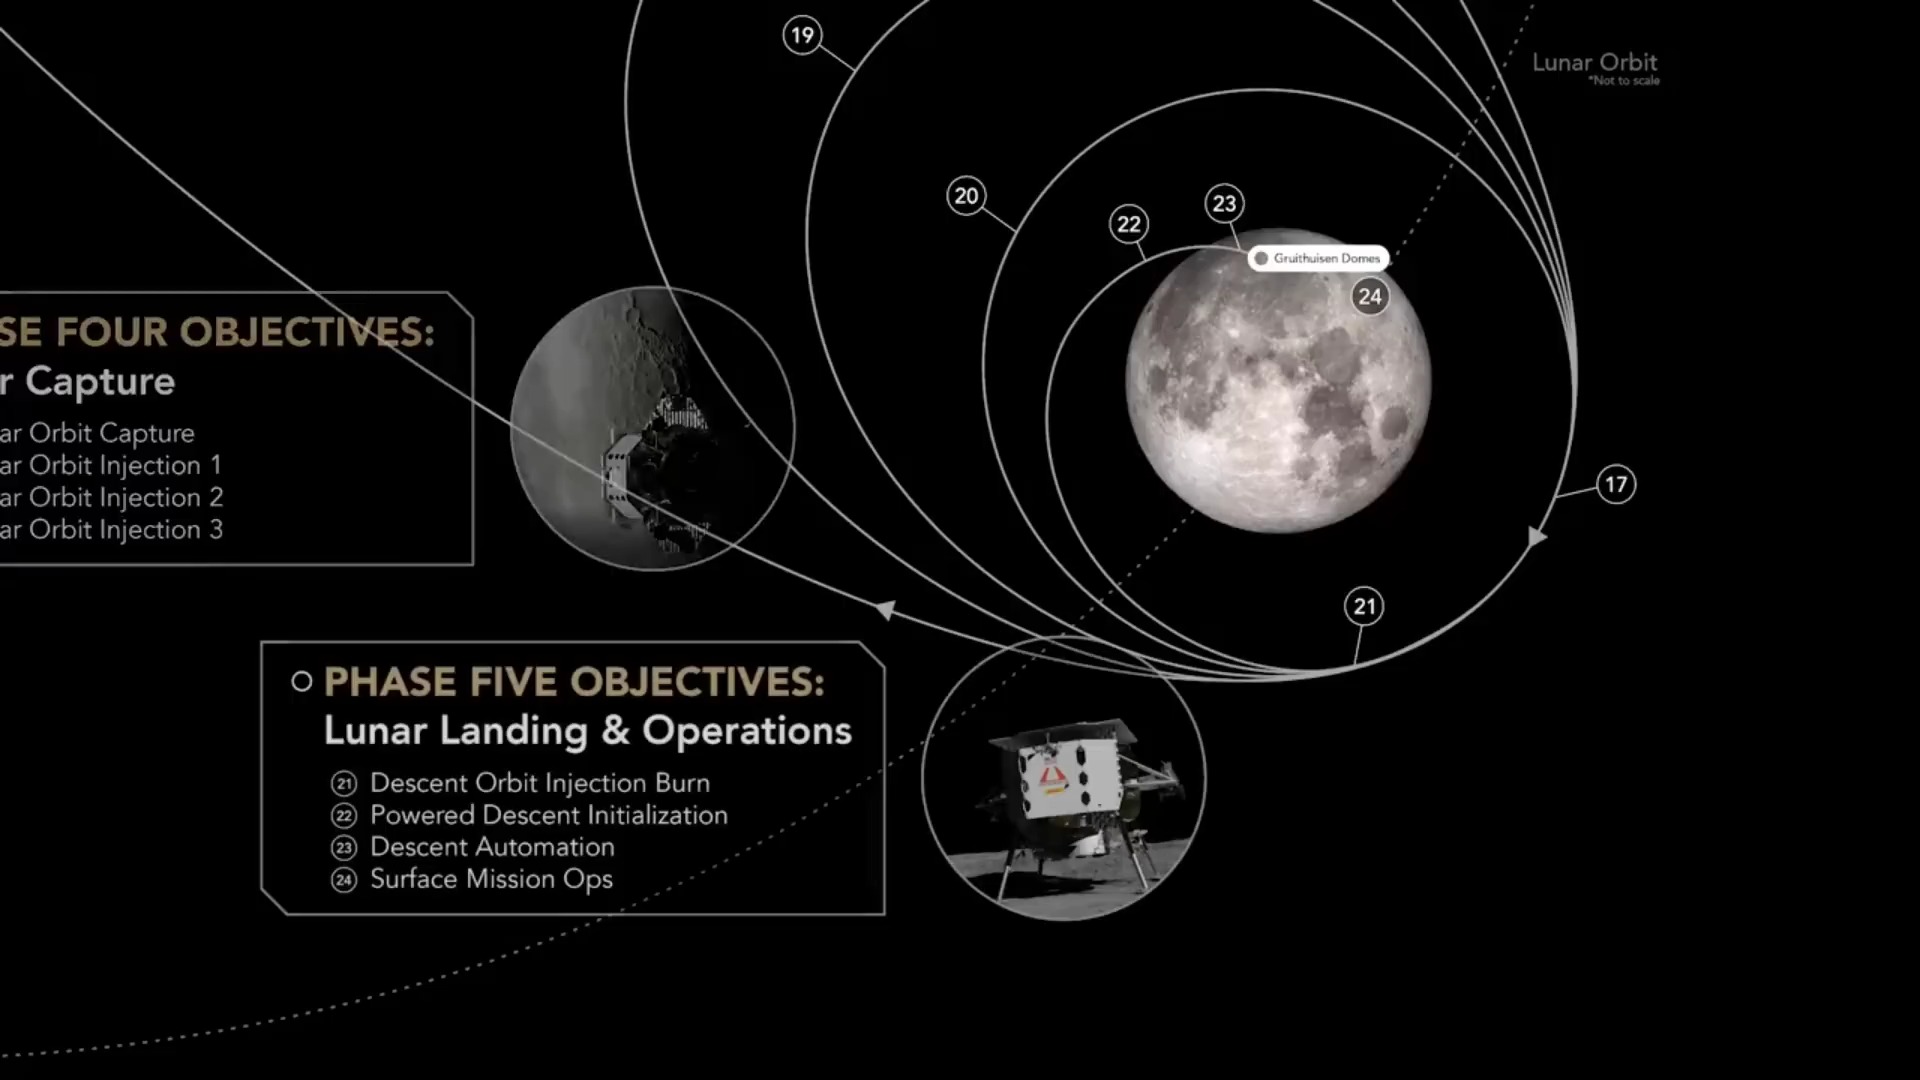 19
Lunar Orbit
*Not to scale
20
22
23
Gruithuisen Domes
24
17
21
SE FOUR OBJECTIVES:
r Capture
ar Orbit Capture
ar Orbit Injection 1
ar Orbit Injection 2
ar Orbit Injection 3
PHASE FIVE OBJECTIVES:
Lunar Landing & Operations
21 Descent Orbit Injection Burn
22 Powered Descent Initialization
23 Descent Automation
24 Surface Mission Ops